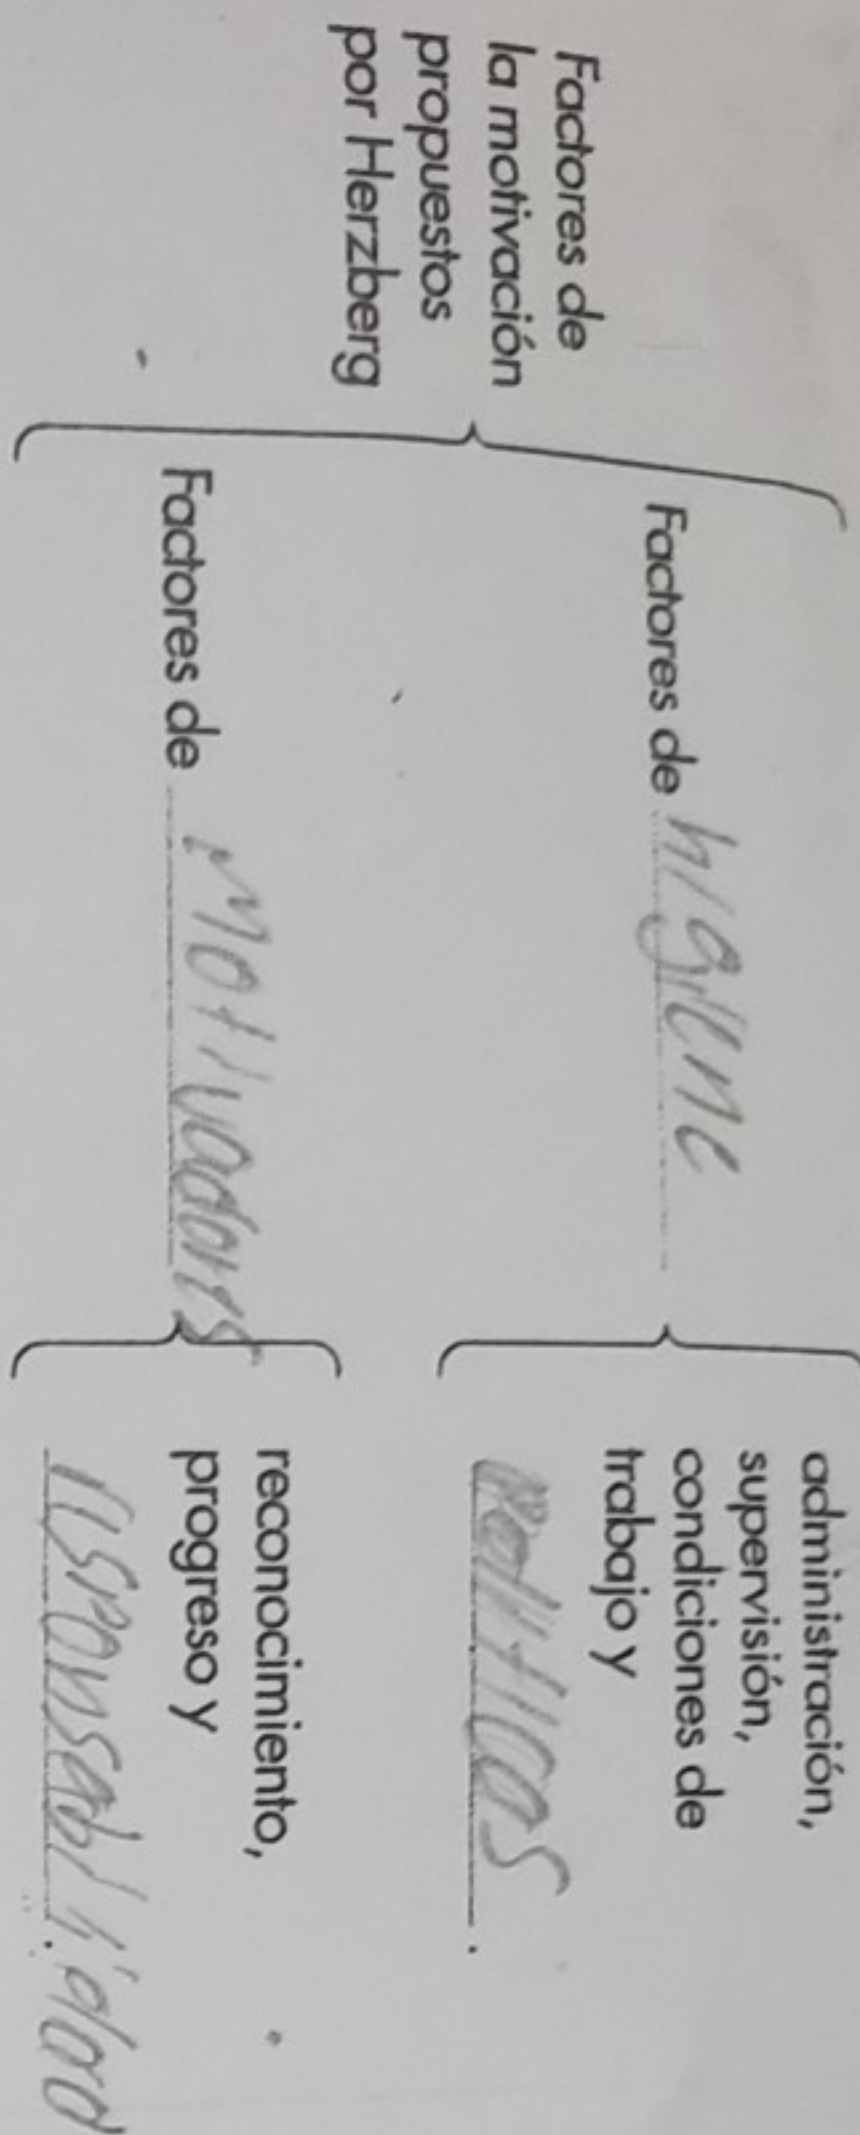 Factores de
la motivación
propuestos
por Herzberg
Factores de higiene
administración,
supervisión,
condiciones de
trabajo y
políticas.
Factores de Motivadores
reconocimiento,
progreso y
responsabilidad.